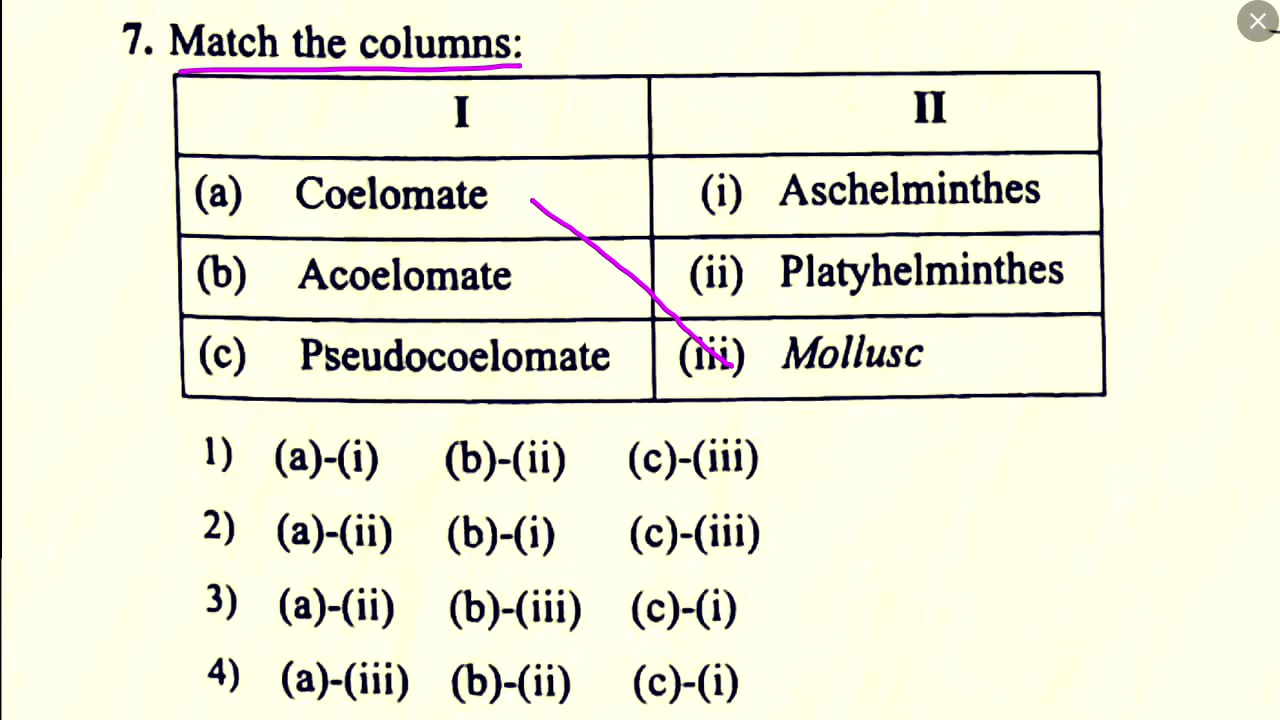 7. Match the columns:
I II
(a) Coelomate (i) Aschelminthes
(b) Acoelomate (ii) Platyhelminthes
(c) Pseudocoelomate (iii) Mollusc
1) (a)-(i) (b)-(ii) (c)-(iii)
2) (a)-(ii) (b)-(i) (c)-(iii)
3) (a)-(ii) (b)-(iii) (c)-(i)
4) (a)-(iii) (b)-(ii) (c)-(i)